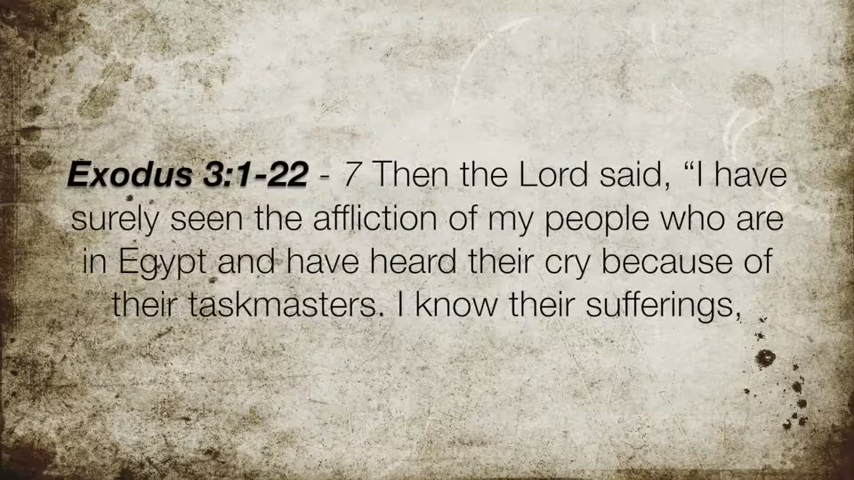 Exodus 3:1-22 - 7 Then the Lord said, “I have
surely seen the affliction of my people who are
in Egypt and have heard their cry because of
their taskmasters. I know their sufferings,